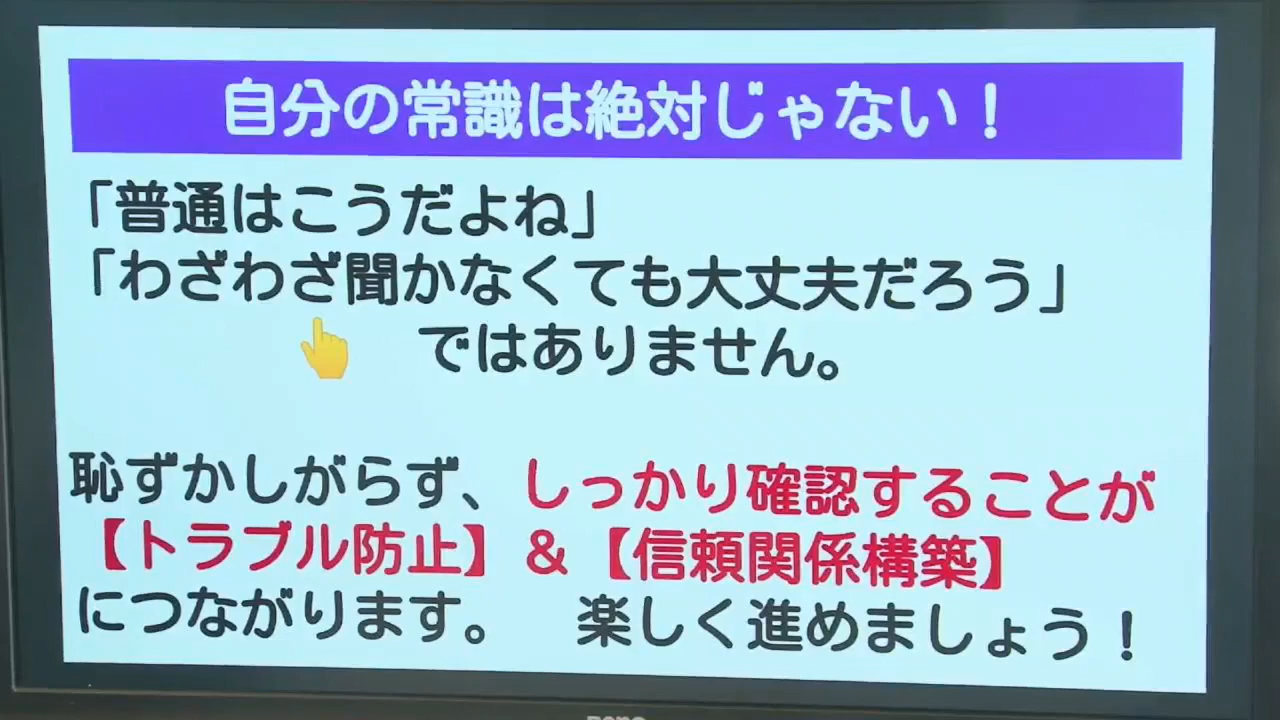 自分の常識は絶対じゃない！
「普通はこうだよね」
「わざわざ聞かなくても大丈夫だろう」
ではありません。
恥ずかしがらず、しっかり確認することが
【トラブル防止】＆【信頼関係構築】
につながります。　楽しく進めましょう！